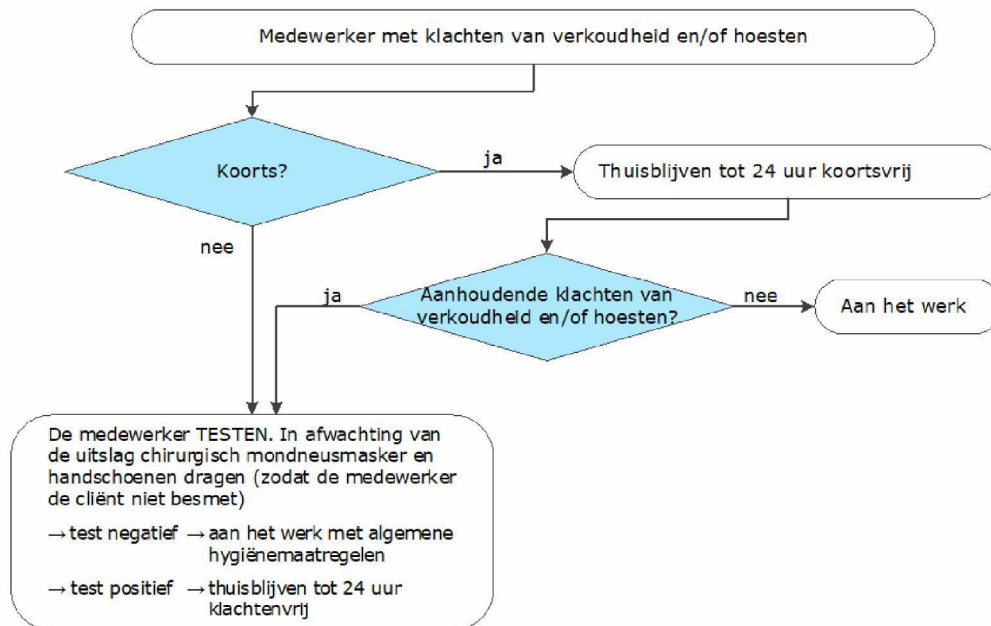 Medewerker met klachten van verkoudheid en/of hoesten
Koorts?
ja
Thuisblijven tot 24 uur koortsvrij
nee
ja
Aanhoudende klachten van
verkoudheid en/of hoesten?
nee
Aan het werk
De medewerker TESTEN. In afwachting van
de uitslag chirurgisch mondneusmasker en
handschoenen dragen (zodat de medewerker
de cliënt niet besmet)
→ test negatief → aan het werk met algemene
hygiënemaatregelen
→ test positief → thuisblijven tot 24 uur
klachtenvrij